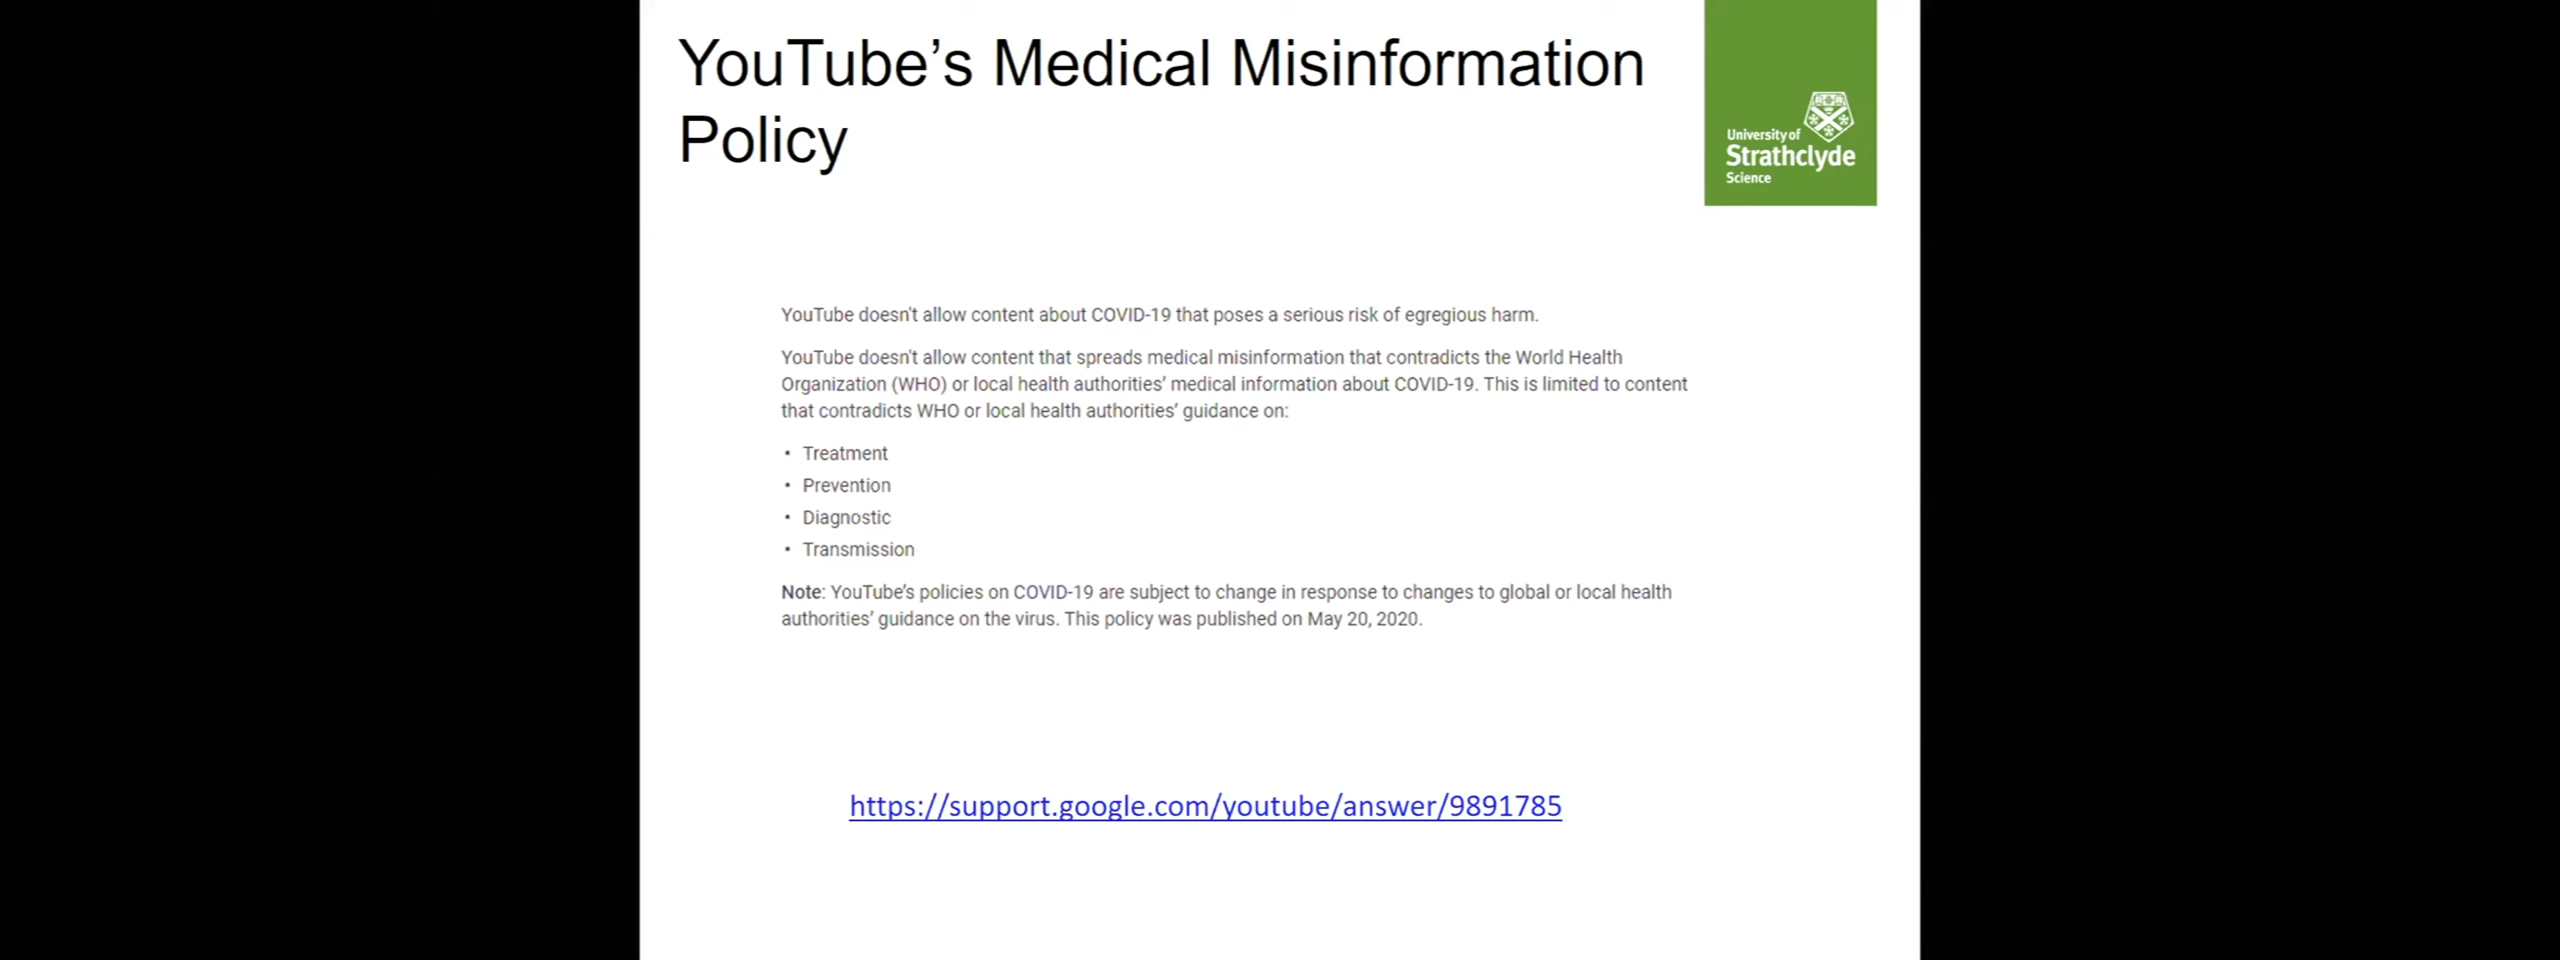 YouTube’s Medical Misinformation
Policy
University of
Strathclyde
Science
YouTube doesn't allow content about COVID-19 that poses a serious risk of egregious harm.
YouTube doesn't allow content that spreads medical misinformation that contradicts the World Health
Organization (WHO) or local health authorities’ medical information about COVID-19. This is limited to content
that contradicts WHO or local health authorities’ guidance on:
• Treatment
• Prevention
• Diagnostic
• Transmission
Note: YouTube’s policies on COVID-19 are subject to change in response to changes to global or local health
authorities’ guidance on the virus. This policy was published on May 20, 2020.
https://support.google.com/youtube/answer/9891785